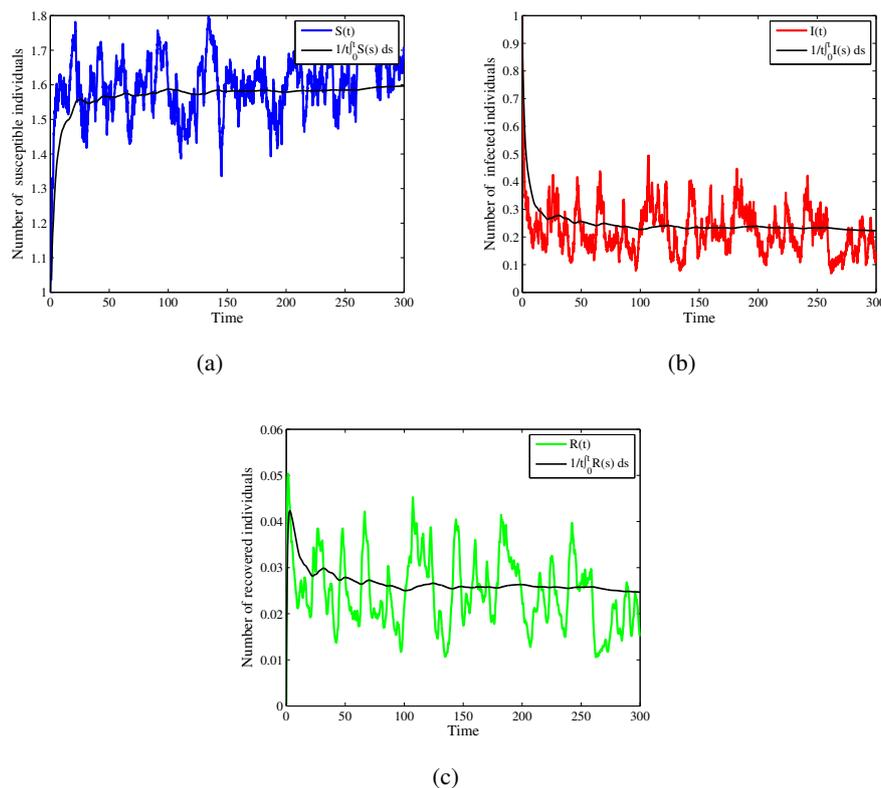 1.8
1.7
1.6
1.5
1.4
1.3
1.2
1.1
1
Number of susceptible individuals
0 50 100 150 200 250 300
Time
S(t)
1/t∫₀ᵗS(s) ds
(a)
1
0.9
0.8
0.7
0.6
0.5
0.4
0.3
0.2
0.1
0
Number of infected individuals
0 50 100 150 200 250 300
Time
I(t)
1/t∫₀ᵗI(s) ds
(b)
0.06
0.05
0.04
0.03
0.02
0.01
0
Number of recovered individuals
0 50 100 150 200 250 300
Time
R(t)
1/t∫₀ᵗR(s) ds
(c)